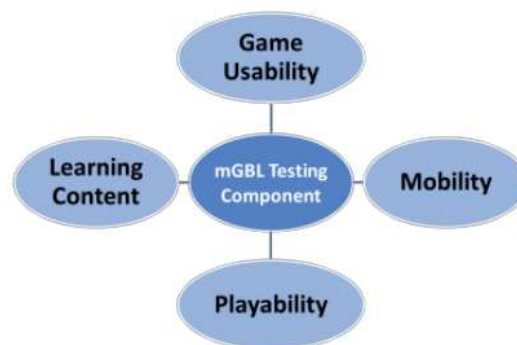 Game
Usability
Learning
Content
mGBL Testing
Component
Mobility
Playability